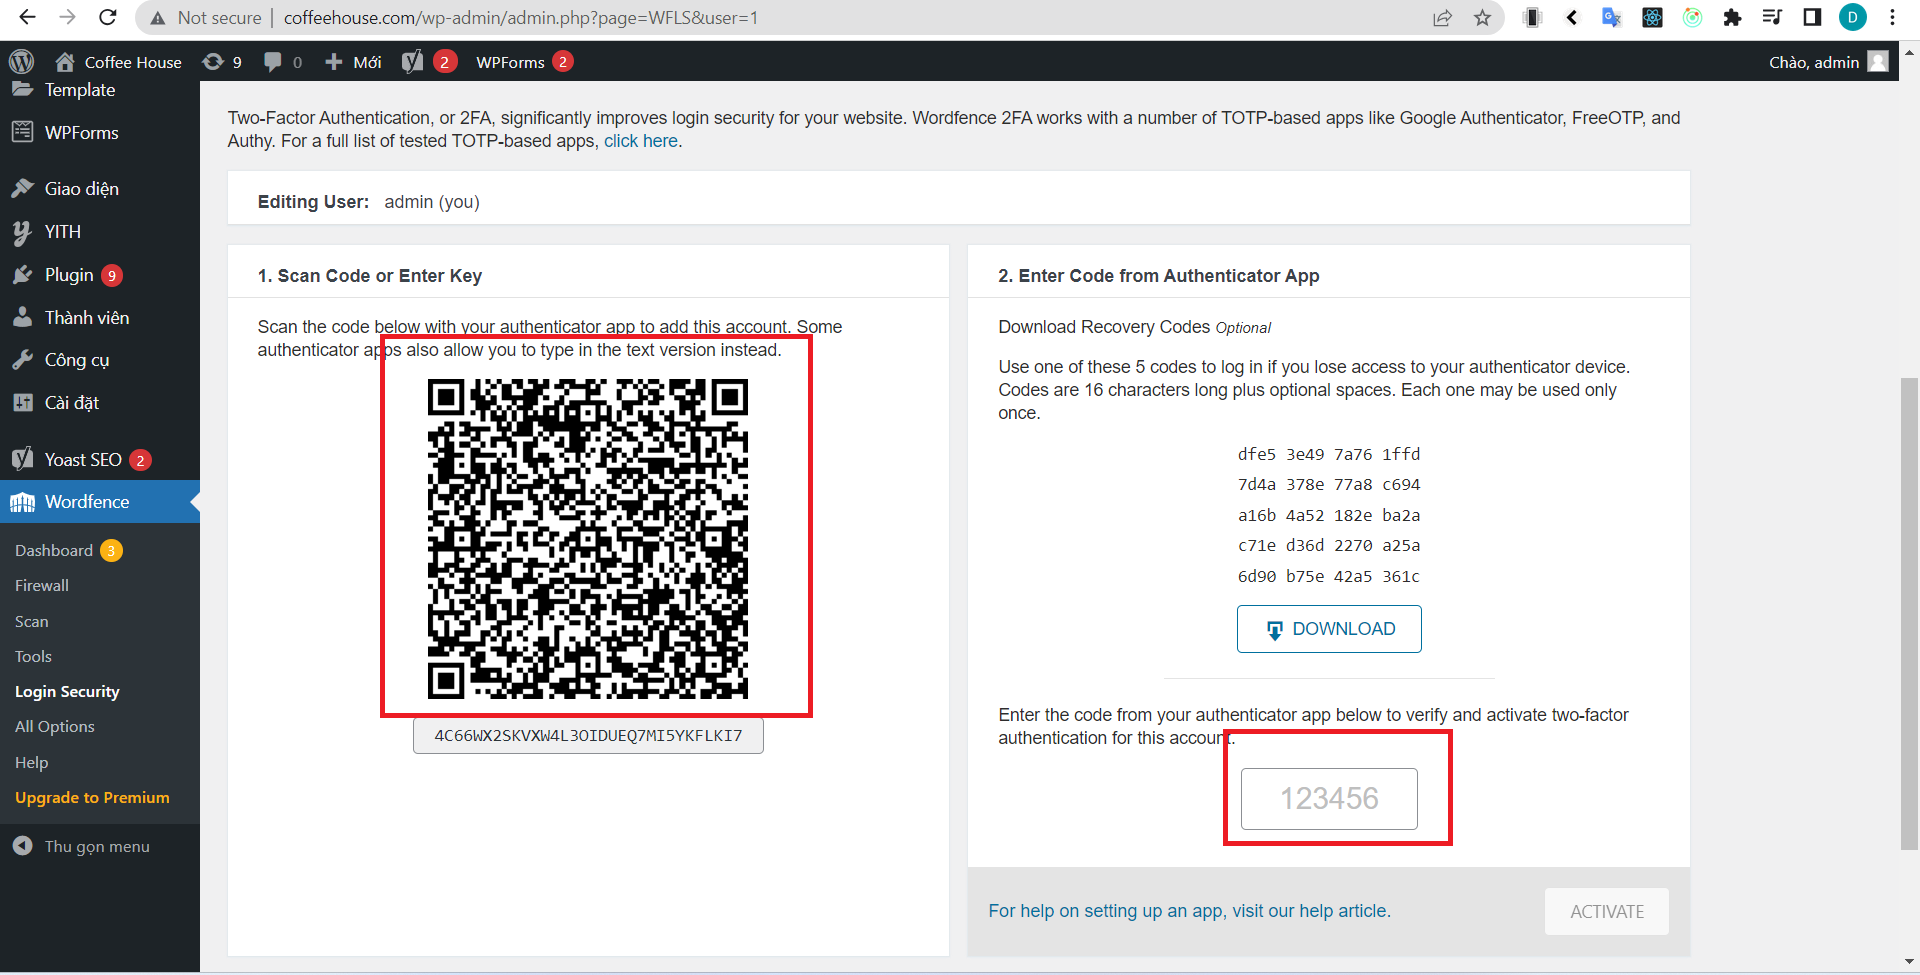 Not secure
coffeehouse.com/wp-admin/admin.php?page=WFLS&user=1
D
Coffee House
9
0
Mới
2
WPForms 2
Chào, admin
Template
WPForms
Giao diện
YITH
Plugin 9
Thành viên
Công cụ
Cài đặt
Yoast SEO 2
Wordfence
Dashboard 3
Firewall
Scan
Tools
Login Security
All Options
Help
Upgrade to Premium
Thu gọn menu
Two-Factor Authentication, or 2FA, significantly improves login security for your website. Wordfence 2FA works with a number of TOTP-based apps like Google Authenticator, FreeOTP, and
Authy. For a full list of tested TOTP-based apps, click here.
Editing User: admin (you)
1. Scan Code or Enter Key
Scan the code below with your authenticator app to add this account. Some
authenticator apps also allow you to type in the text version instead.
4C66WX2SKVXW4L3OIDUEQ7MI5YKFLKI7
2. Enter Code from Authenticator App
Download Recovery Codes Optional
Use one of these 5 codes to log in if you lose access to your authenticator device.
Codes are 16 characters long plus optional spaces. Each one may be used only
once.
dfe5 3e49 7a76 1ffd
7d4a 378e 77a8 c694
a16b 4a52 182e ba2a
c71e d36d 2270 a25a
6d90 b75e 42a5 361c
DOWNLOAD
Enter the code from your authenticator app below to verify and activate two-factor
authentication for this account.
123456
For help on setting up an app, visit our help article.
ACTIVATE